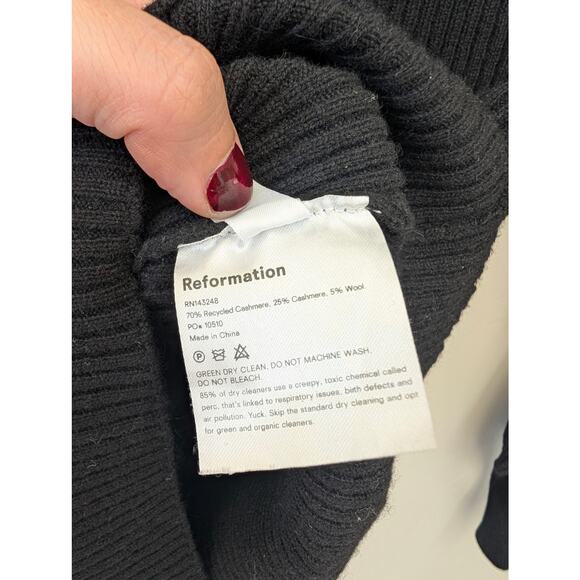 Reformation
RN143248
70% Recycled Cashmere, 25% Cashmere, 5% Wool
PO# 10510
Made in China
P
GREEN DRY CLEAN. DO NOT MACHINE WASH.
DO NOT BLEACH.
85% of dry cleaners use a creepy, toxic chemical called
perc, that's linked to respiratory issues, birth defects and
air pollution. Yuck. Skip the standard dry cleaning and opt
for green and organic cleaners.